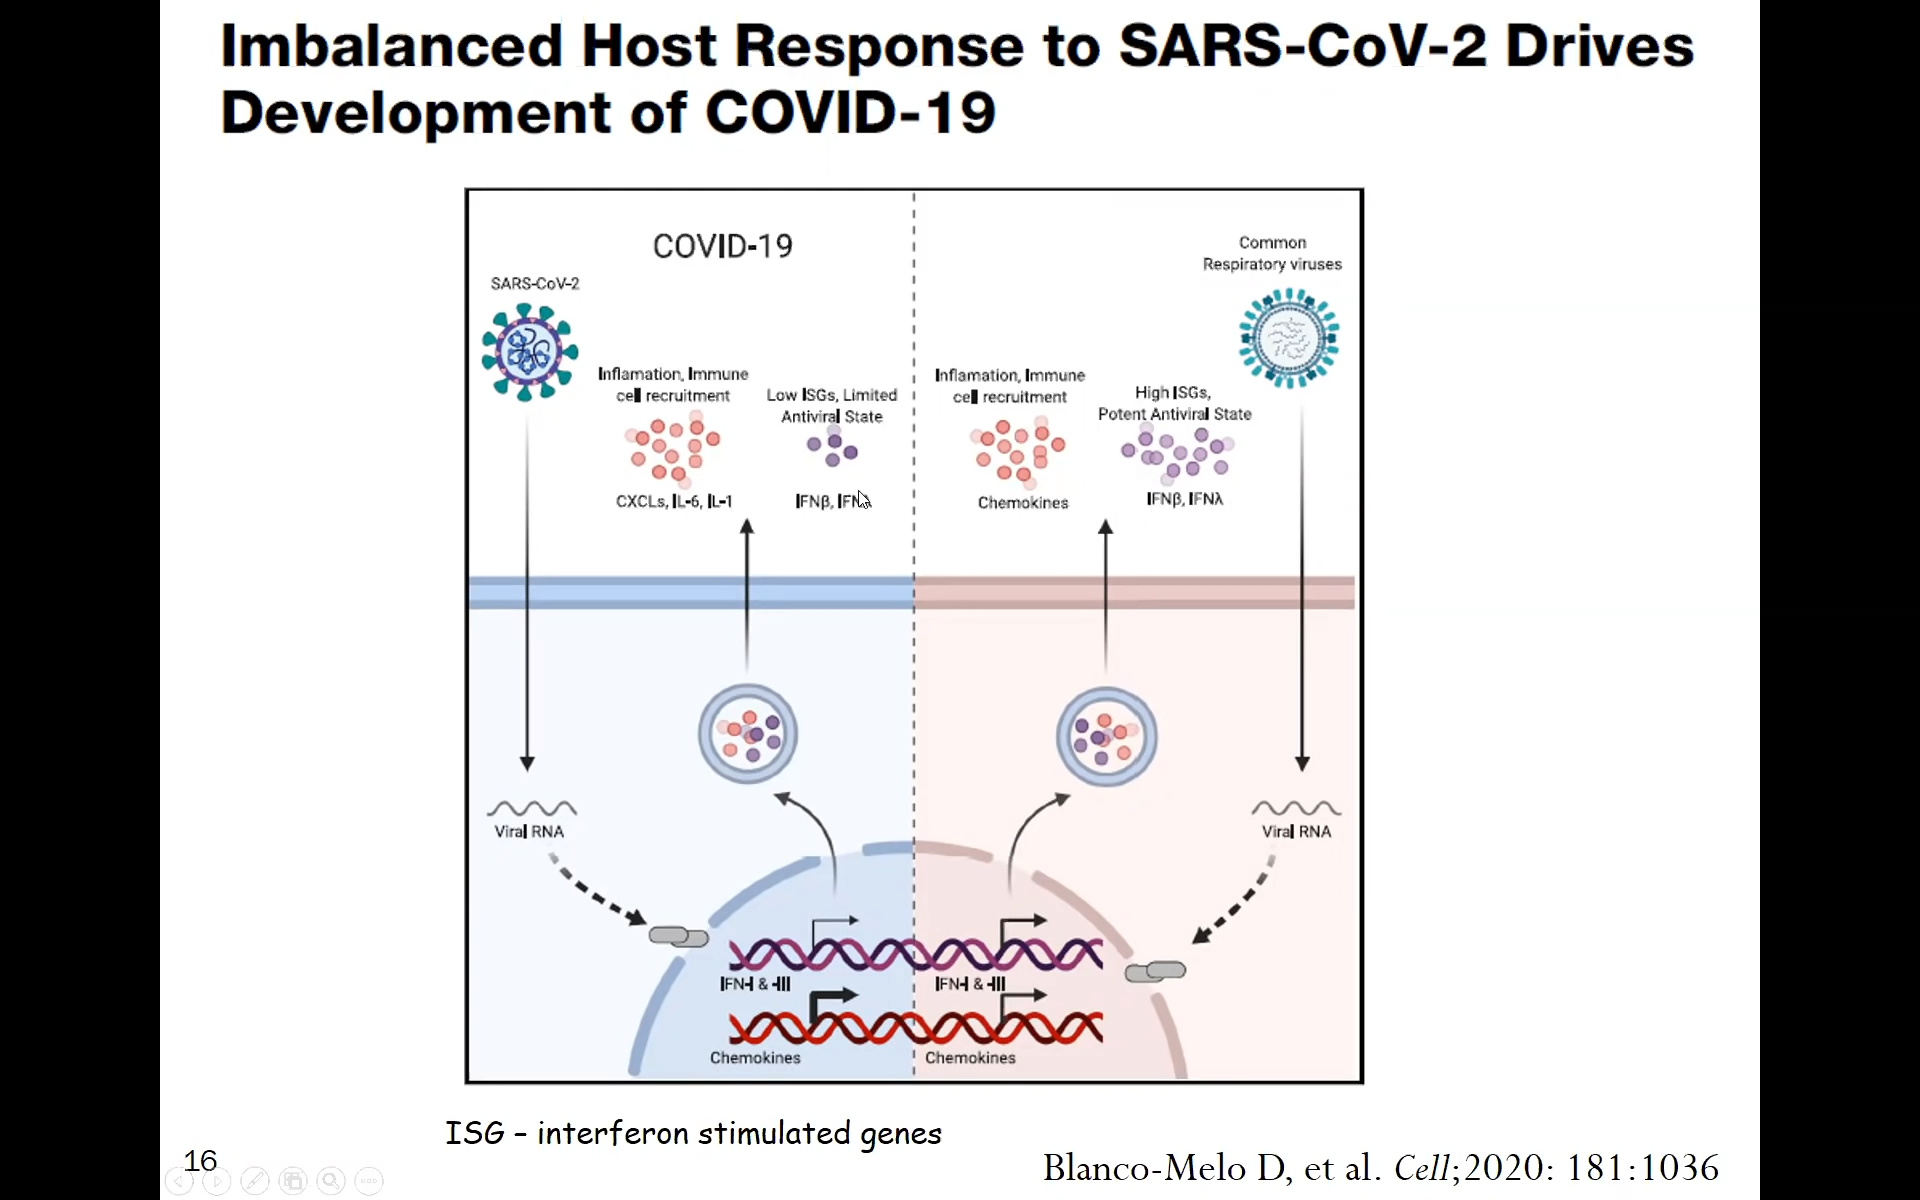 Imbalanced Host Response to SARS-CoV-2 Drives
Development of COVID-19
COVID-19
SARS-CoV-2
Inflamation, Immune
cell recruitment
CXCLs, IL-6, IL-1
Low ISGs, Limited
Antiviral State
IFNβ,
Common
Respiratory viruses
Inflamation, Immune
cell recruitment
Chemokines
High ISGs,
Potent Antiviral State
IFNβ, IFNλ
Viral RNA
Viral RNA
IFN-I & -III
IFN-I & -III
Chemokines
Chemokines
ISG – interferon stimulated genes
16
Blanco-Melo D, et al. Cell;2020: 181:1036